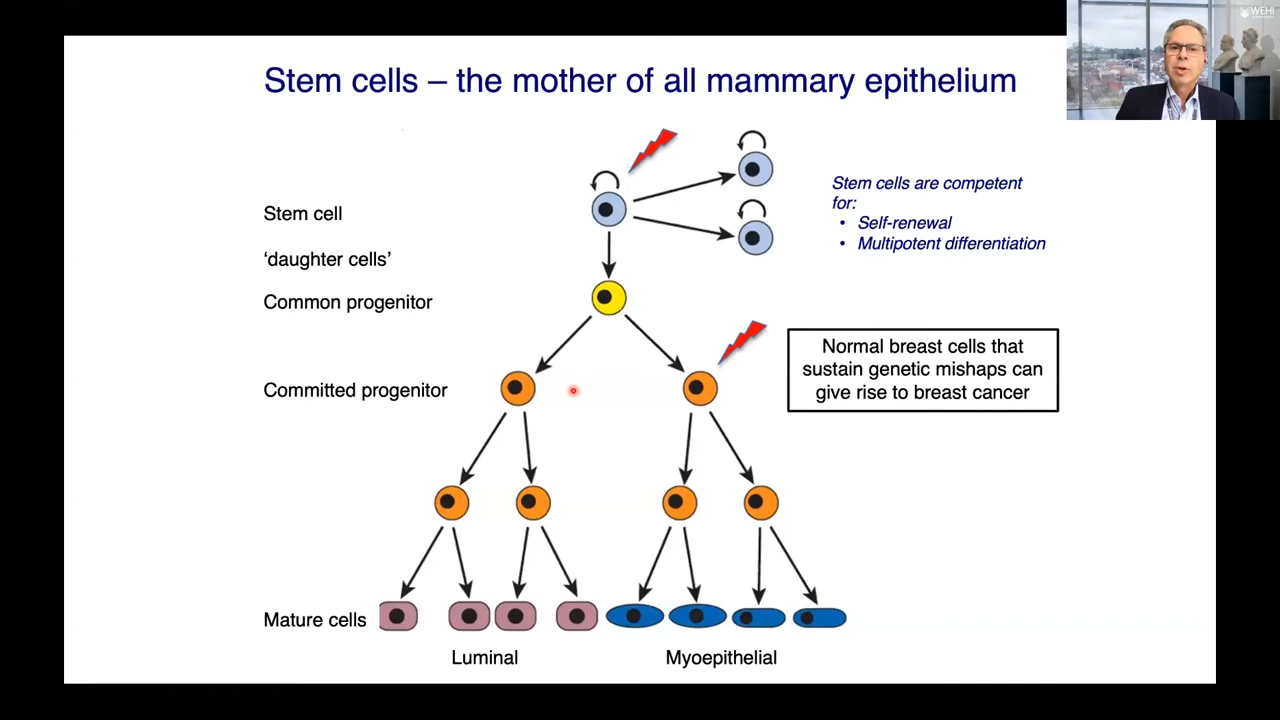 WEHI
Stem cells – the mother of all mammary epithelium
Stem cells are competent
for:
• Self-renewal
• Multipotent differentiation
Stem cell
‘daughter cells’
Common progenitor
Normal breast cells that
sustain genetic mishaps can
give rise to breast cancer
Committed progenitor
Mature cells
Luminal
Myoepithelial